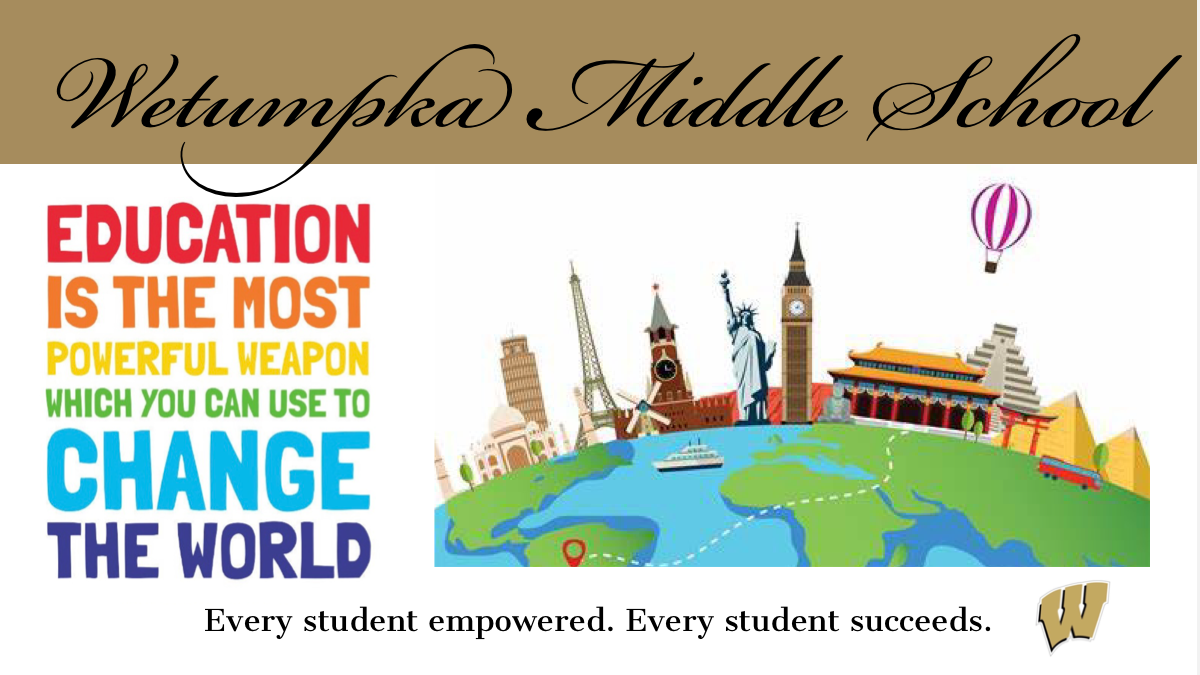 Wetumpka Middle School
EDUCATION
IS THE MOST
POWERFUL WEAPON
WHICH YOU CAN USE TO
CHANGE
THE WORLD
Every student empowered. Every student succeeds.
W